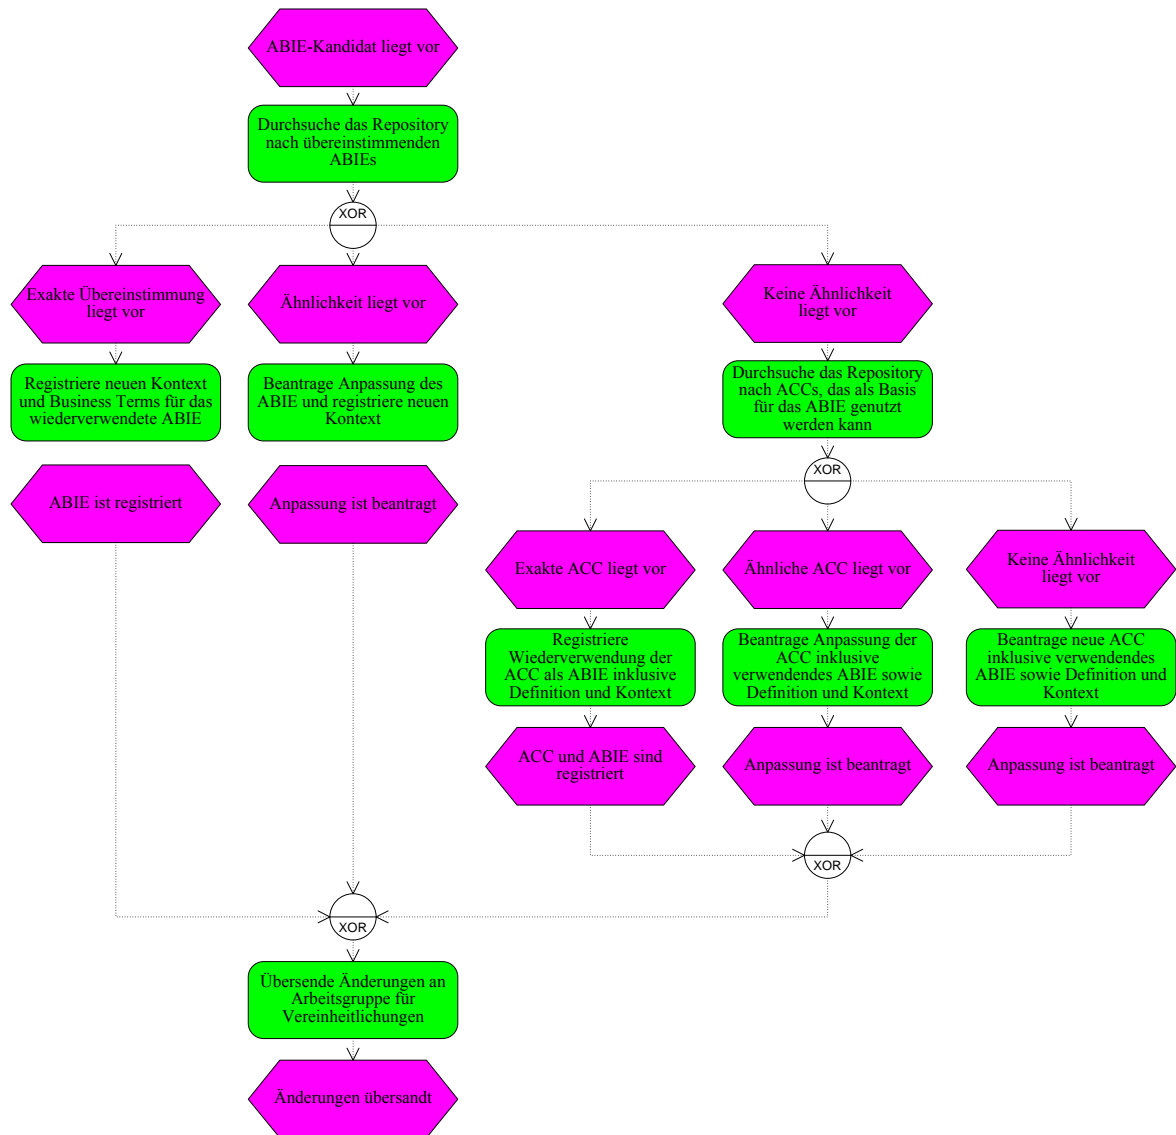 ABIE-Kandidat liegt vor
Durchsuche das Repository
nach übereinstimmenden
ABIEs
XOR
Exakte Übereinstimmung
liegt vor
Ähnlichkeit liegt vor
Keine Ähnlichkeit
liegt vor
Registriere neuen Kontext
und Business Terms für das
wiederverwendete ABIE
Beantrage Anpassung des
ABIE und registriere neuen
Kontext
Durchsuche das Repository
nach ACCs, das als Basis
für das ABIE genutzt
werden kann
XOR
ABIE ist registriert
Anpassung ist beantragt
Exakte ACC liegt vor
Ähnliche ACC liegt vor
Keine Ähnlichkeit
liegt vor
Registriere
Wiederverwendung der
ACC als ABIE inklusive
Definition und Kontext
Beantrage Anpassung der
ACC inklusive
verwendendes ABIE sowie
Definition und Kontext
Beantrage neue ACC
inklusive verwendendes
ABIE sowie Definition und
Kontext
ACC und ABIE sind
registriert
Anpassung ist beantragt
Anpassung ist beantragt
XOR
XOR
Übersende Änderungen an
Arbeitsgruppe für
Vereinheitlichungen
Änderungen übersandt